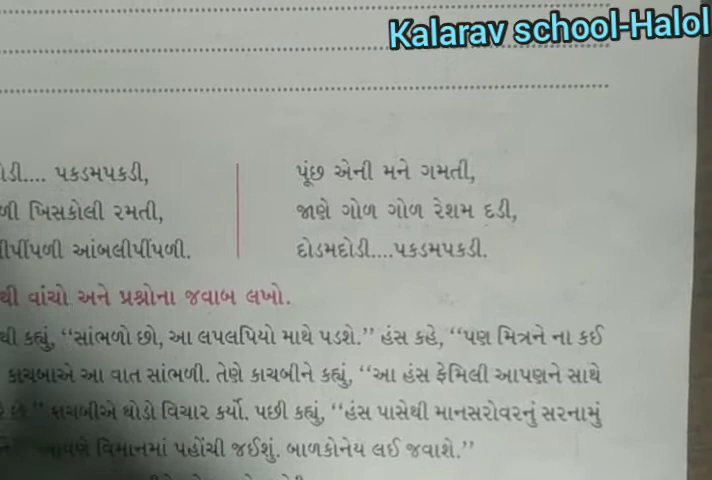 Kalarav school-Halol
પકડમપકડી,
ખિસકોલી રમતી,
આંબલીપીંપળી.
પૂંછ એની મને ગમતી,
જાણે ગોળ ગોળ રેશમ દડી,
દોડમદોડી....પકડમપકડી.
વાંચો અને પ્રશ્નોના જવાબ લખો.
કહ્યું, “સાંભળો છો, આ લપલપિયો માથે પડશે.” હંસ કહે, “પણ મિત્રને ના કઈ
કાચબાએ આ વાત સાંભળી. તેણે કાચબીને કહ્યું, “આ હંસ ફેમિલી આપણને સાથે
કાચબીએ થોડો વિચાર કર્યો. પછી કહ્યું, “હંસ પાસેથી માનસરોવરનું સરનામું
વિમાનમાં પહોંચી જઈશું. બાળકોનેય લઈ જવાશે.”